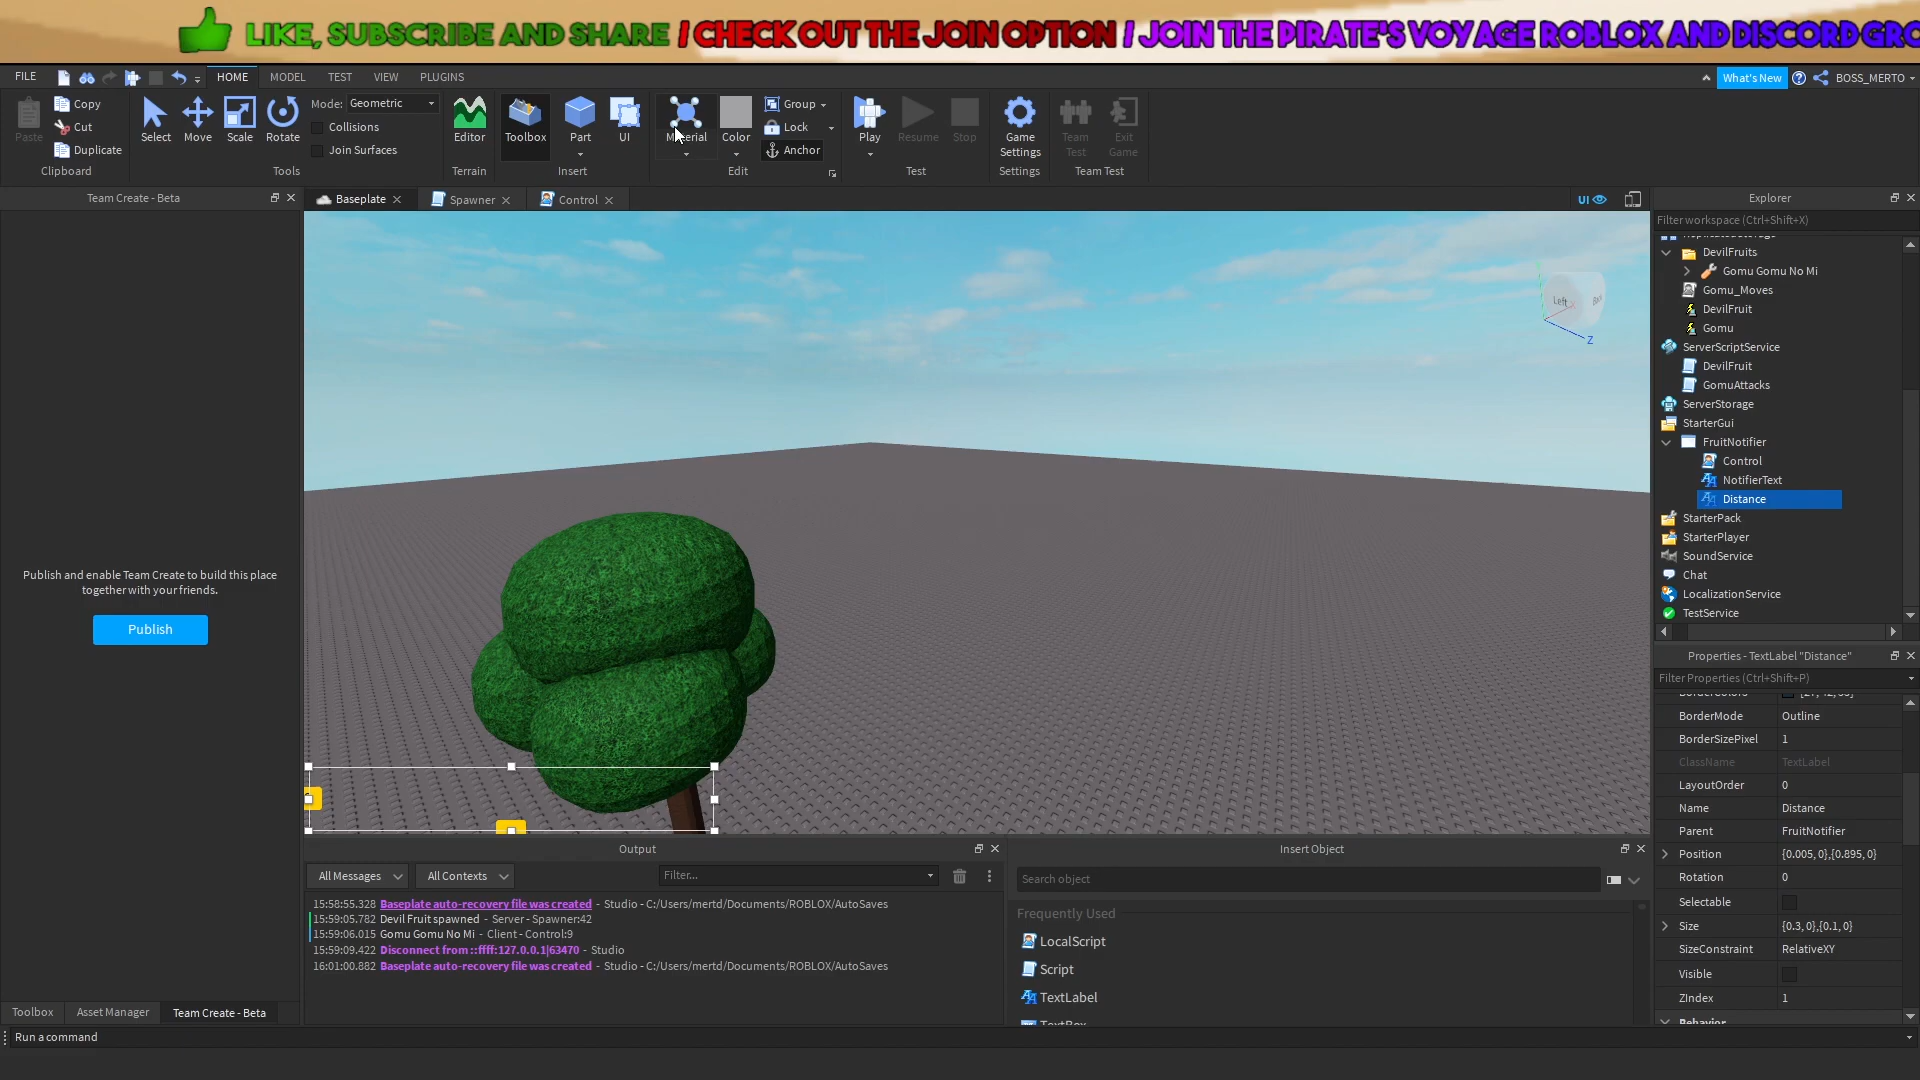 LIKE, SUBSCRIBE AND SHARE / CHECK OUT THE JOIN OPTION / JOIN THE PIRATE'S VOYAGE ROBLOX AND DISCORD GRO
FILE HOME MODEL TEST VIEW PLUGINS What's New BOSS_MERTO
Paste Copy Cut Duplicate
Select Move Scale Rotate
Mode: Geometric
Collisions
Join Surfaces
Editor Toolbox Part UI Material Color
Group
Lock
Anchor
Play Resume Stop Game Settings Team Test Exit Game
Clipboard Tools Terrain Insert Edit Test Settings Team Test
Team Create - Beta
Baseplate Spawner Control UI
Publish and enable Team Create to build this place
together with your friends.
Publish
Left
Z
Toolbox Asset Manager Team Create - Beta
Run a command
Output
All Messages All Contexts Filter...
15:58:55.328 Baseplate auto-recovery file was created - Studio - C:/Users/mertd/Documents/ROBLOX/AutoSaves
15:59:05.782 Devil Fruit spawned - Server - Spawner:42
15:59:06.015 Gomu Gomu No Mi - Client - Control:9
15:59:09.422 Disconnect from ::ffff:127.0.0.1|63470 - Studio
16:01:00.882 Baseplate auto-recovery file was created - Studio - C:/Users/mertd/Documents/ROBLOX/AutoSaves
Insert Object
Search object
Frequently Used
LocalScript
Script
TextLabel
TextBox
Explorer
Filter workspace (Ctrl+Shift+X)
ReplicatedStorage
DevilFruits
Gomu Gomu No Mi
Gomu_Moves
DevilFruit
Gomu
ServerScriptService
DevilFruit
GomuAttacks
ServerStorage
StarterGui
FruitNotifier
Control
NotifierText
Distance
StarterPack
StarterPlayer
SoundService
Chat
LocalizationService
TestService
Properties - TextLabel "Distance"
Filter Properties (Ctrl+Shift+P)
BorderMode Outline
BorderSizePixel 1
ClassName TextLabel
LayoutOrder 0
Name Distance
Parent FruitNotifier
Position {0.005, 0},{0.895, 0}
Rotation 0
Selectable
Size {0.3, 0},{0.1, 0}
SizeConstraint RelativeXY
Visible
ZIndex 1
Behavior